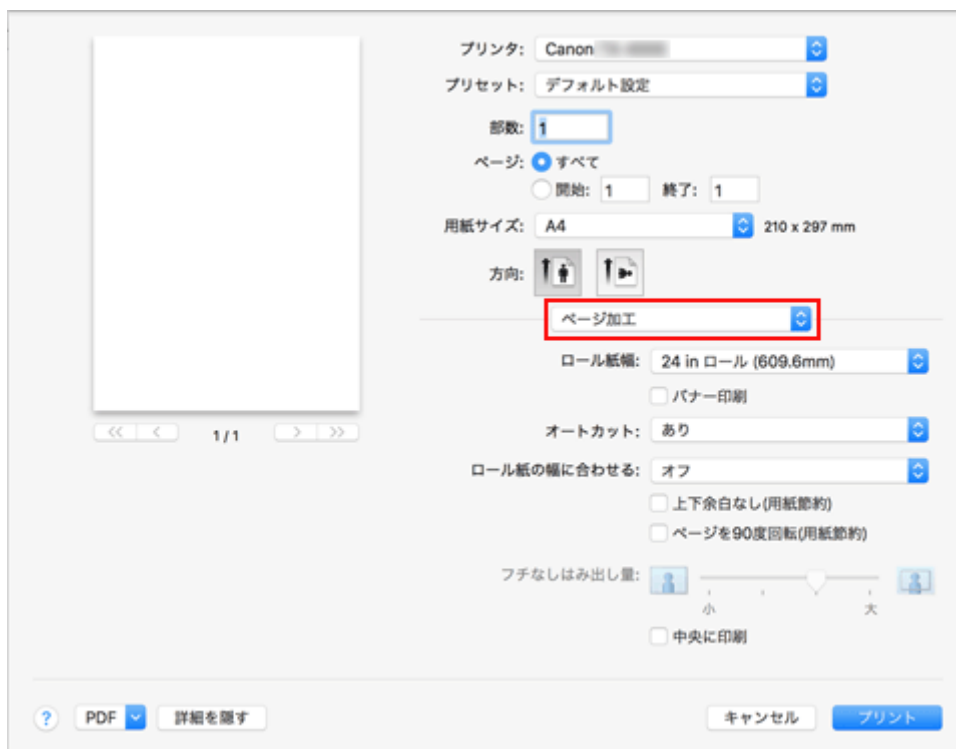 プリンタ: Canon
プリセット: デフォルト設定
部数: 1
ページ: すべて
開始: 1 終了: 1
用紙サイズ: A4 210 x 297 mm
方向:
ページ加工
ロール紙幅: 24 in ロール (609.6mm)
バナー印刷
オートカット: あり
ロール紙の幅に合わせる: オフ
上下余白なし(用紙節約)
ページを90度回転(用紙節約)
フチなしはみ出し量:
小 大
中央に印刷
1 / 1
? PDF 詳細を隠す キャンセル プリント